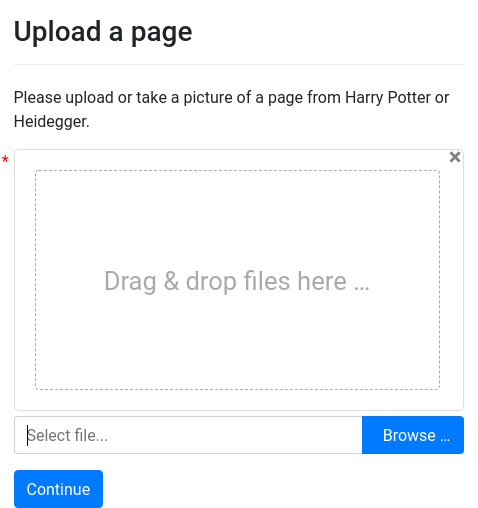 Upload a page
Please upload or take a picture of a page from Harry Potter or
Heidegger.
*
×
Drag & drop files here …
Select file...
Browse …
Continue